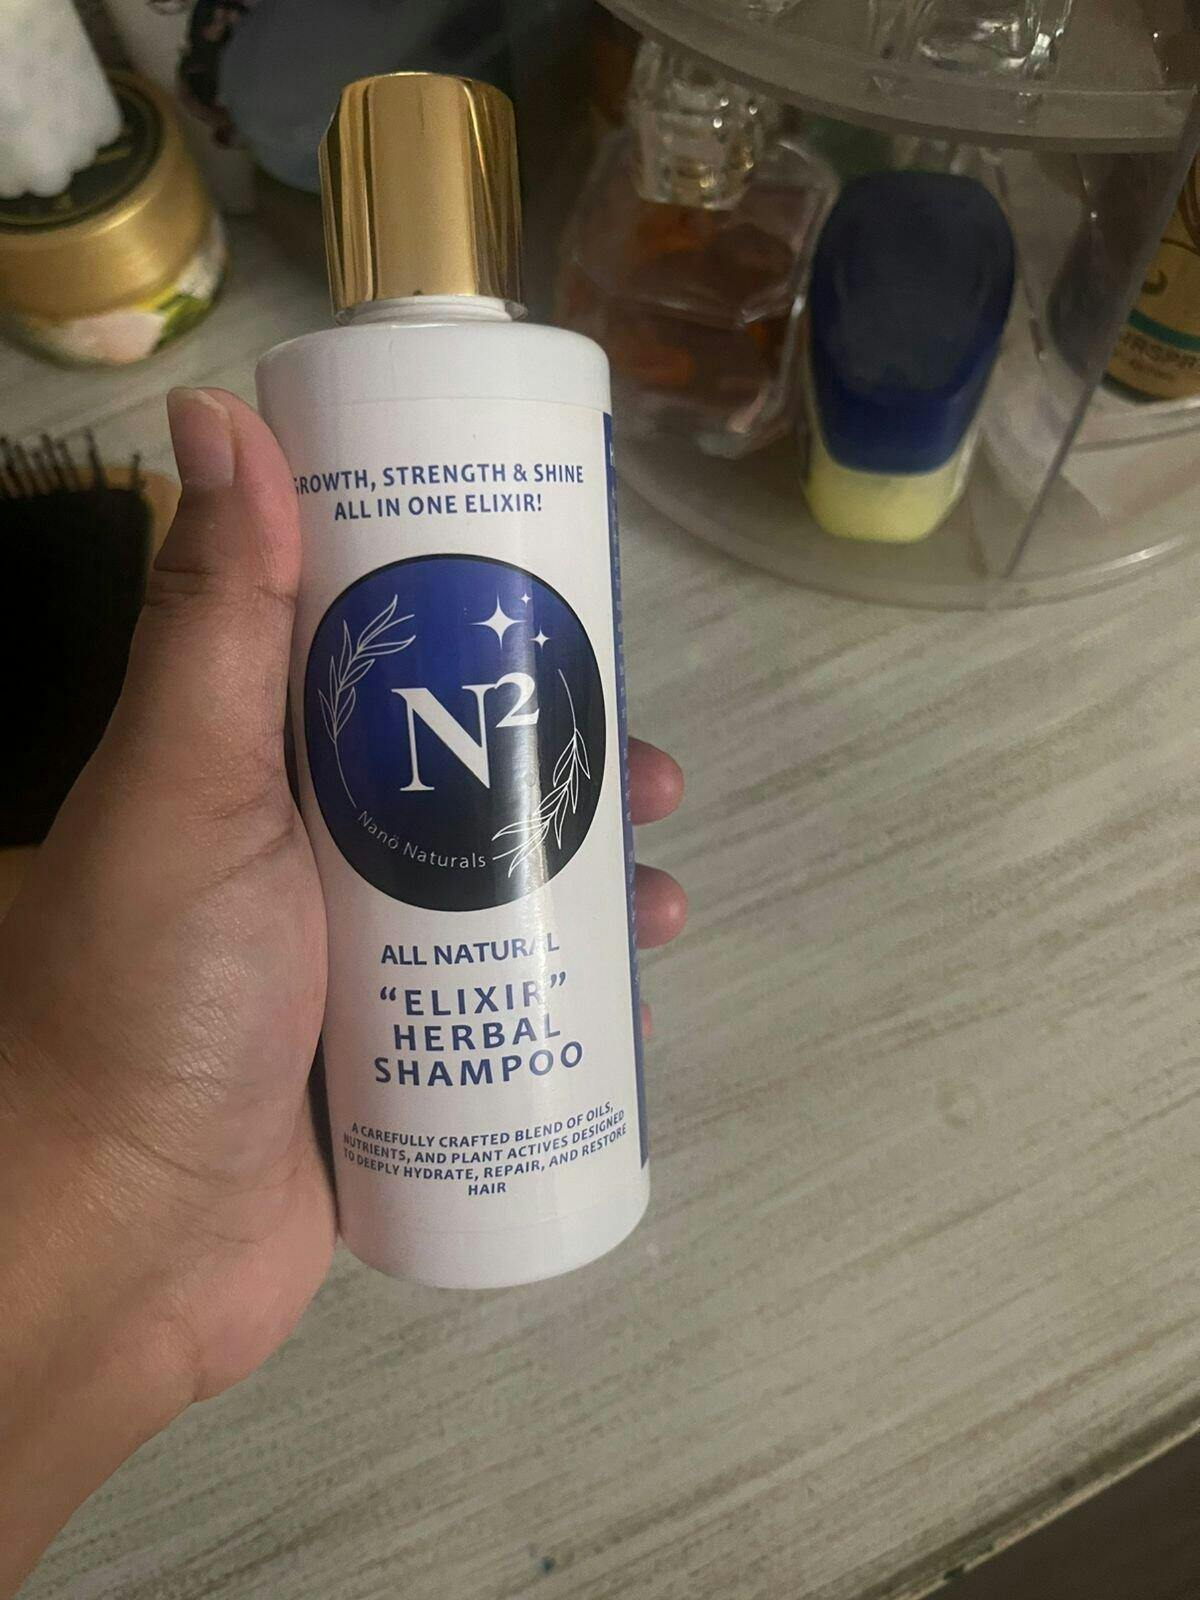 GROWTH, STRENGTH & SHINE
ALL IN ONE ELIXIR!
N²
Nanö Naturals
ALL NATURAL
“ELIXIR”
HERBAL
SHAMPOO
A CAREFULLY CRAFTED BLEND OF OILS,
NUTRIENTS, AND PLANT ACTIVES DESIGNED
TO DEEPLY HYDRATE, REPAIR, AND RESTORE
HAIR